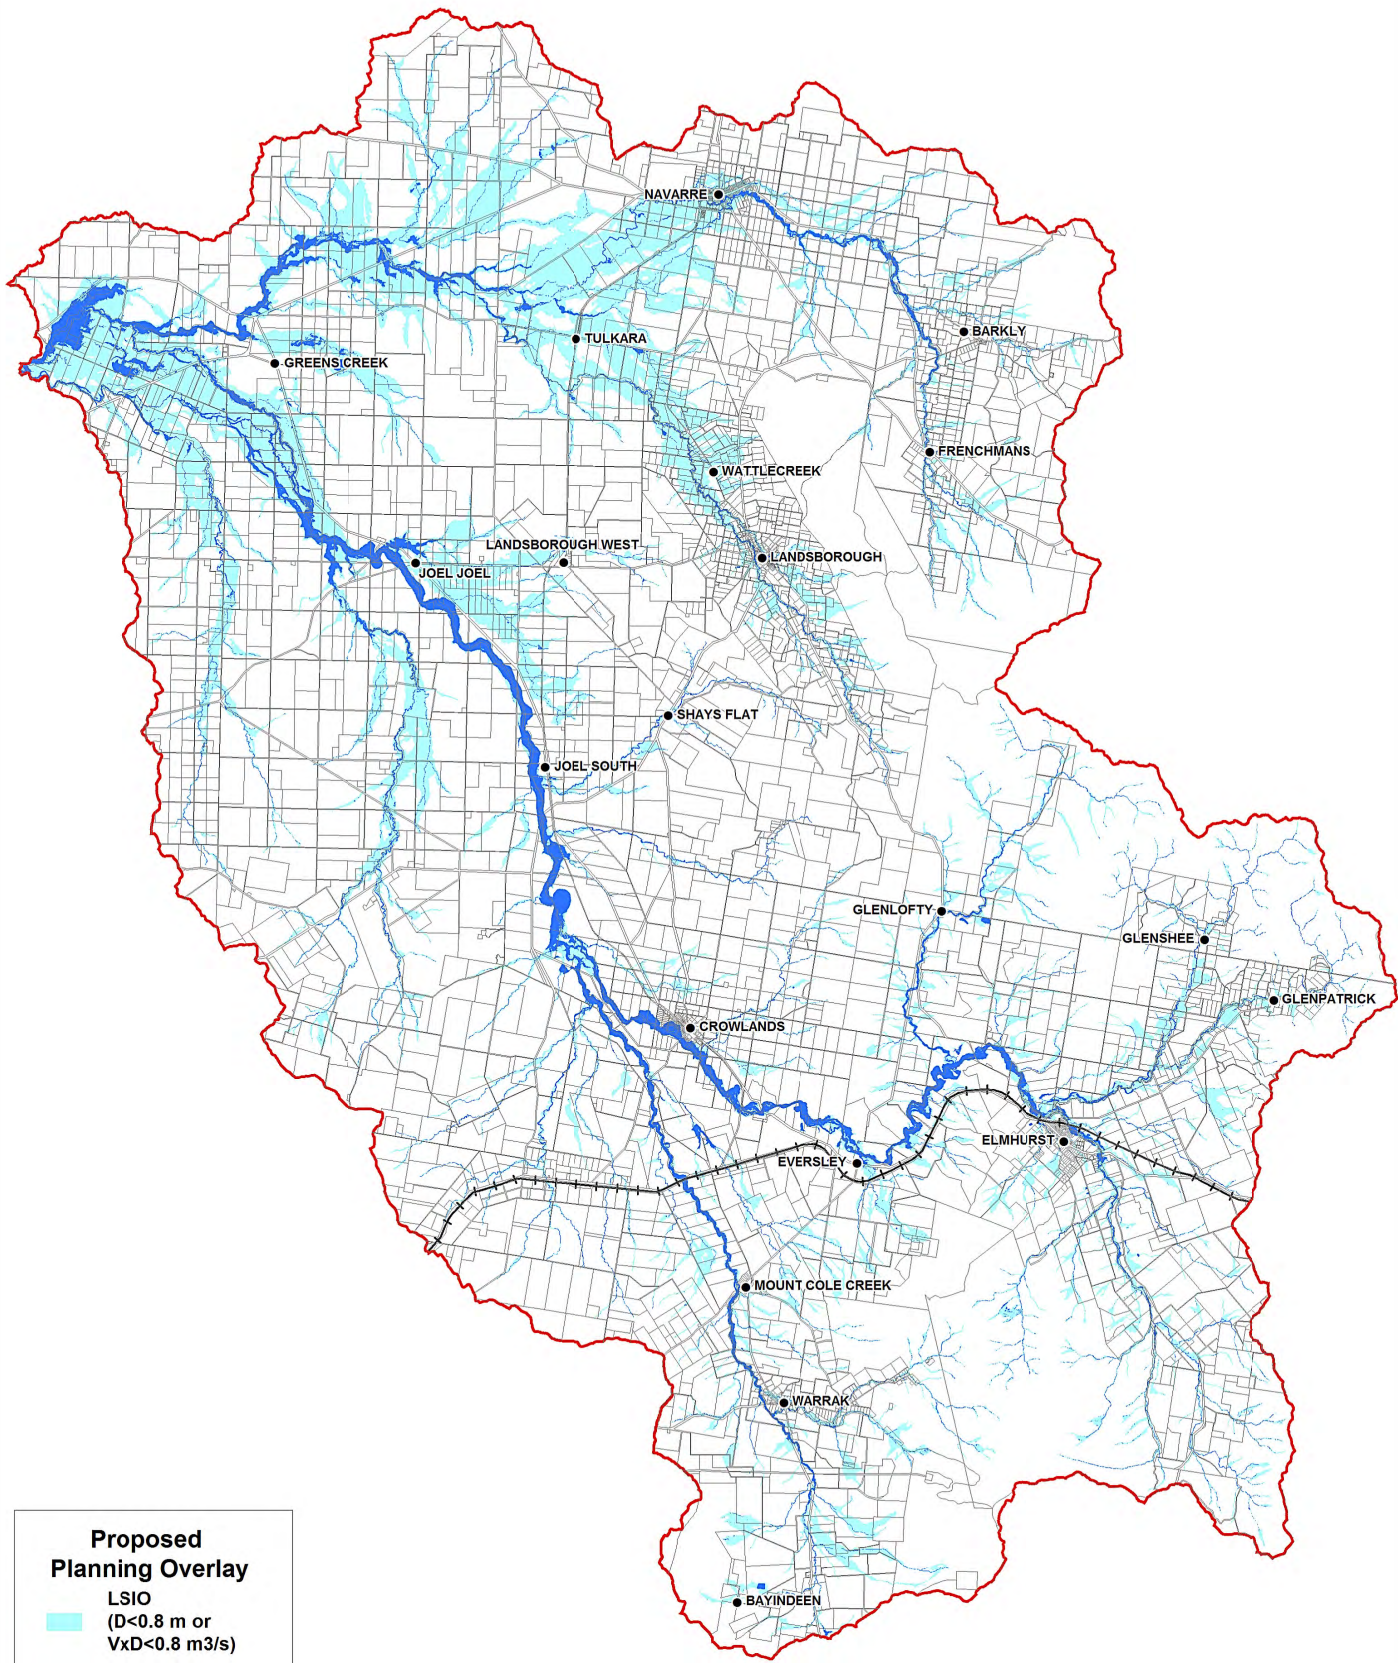 NAVARRE
BARKLY
TULKARA
GREENS CREEK
FRENCHMANS
WATTLECREEK
LANDSBOROUGH WEST
LANDSBOROUGH
JOEL JOEL
SHAYS FLAT
JOEL SOUTH
GLENLOFTY
GLENSHEE
GLENPATRICK
CROWLANDS
ELMHURST
EVERSLEY
MOUNT COLE CREEK
WARRAK
BAYINDEEN
Proposed
Planning Overlay
LSIO
(D<0.8 m or
VxD<0.8 m3/s)